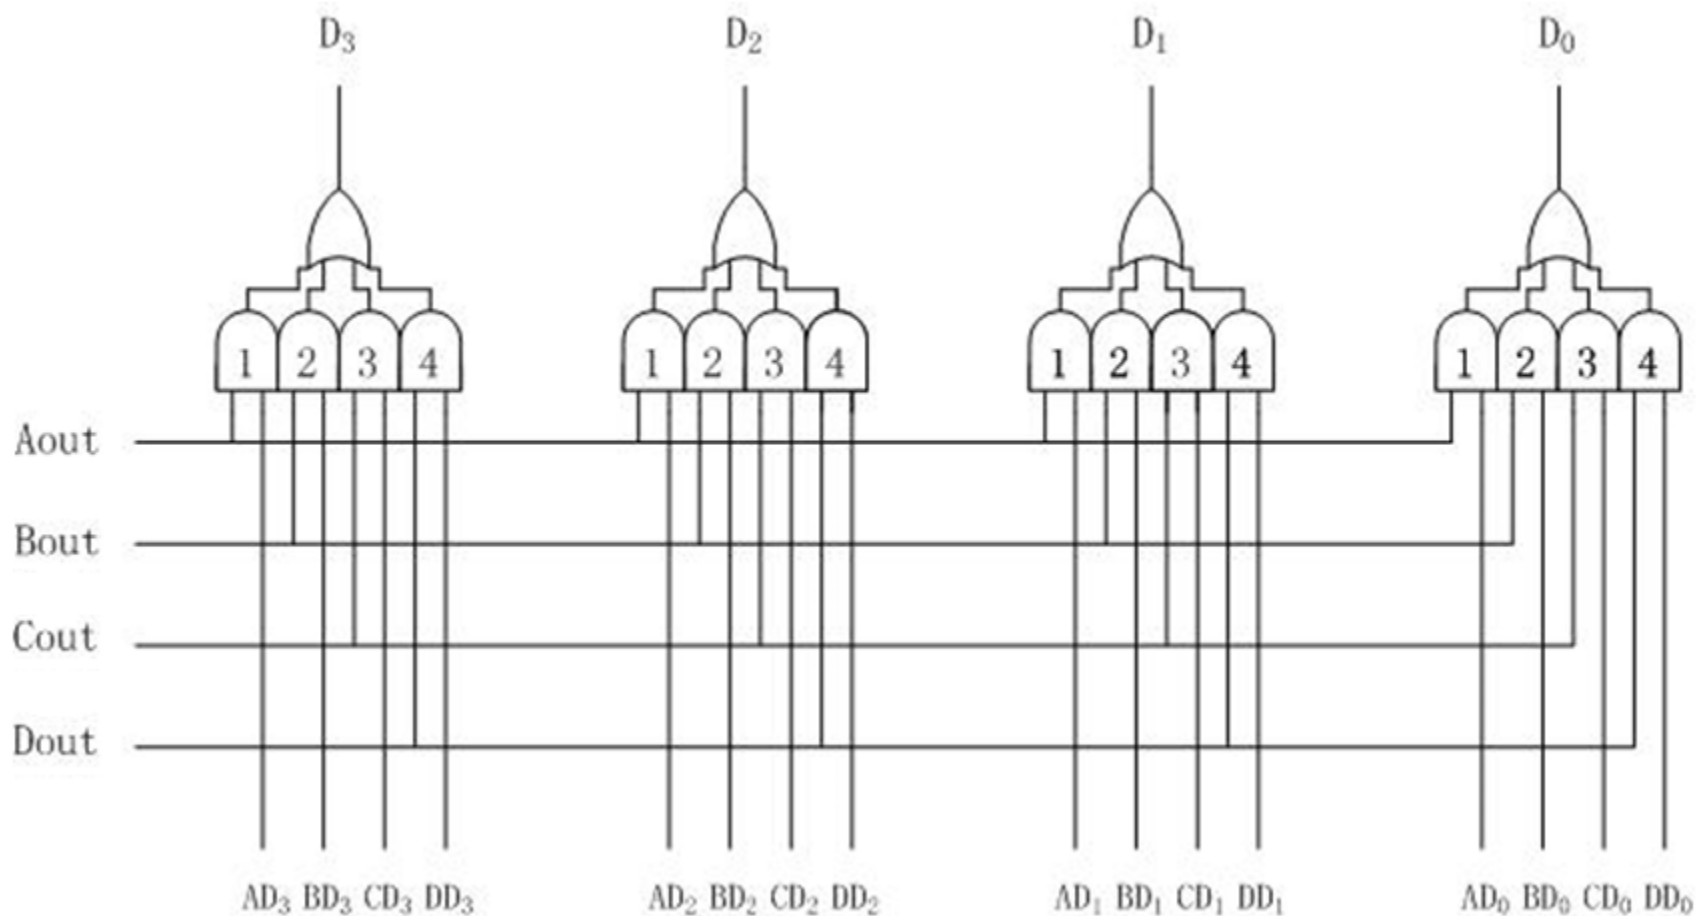 D₃ D₂ D₁ D₀
1 2 3 4 1 2 3 4 1 2 3 4 1 2 3 4
Aout
Bout
Cout
Dout
AD₃ BD₃ CD₃ DD₃ AD₂ BD₂ CD₂ DD₂ AD₁ BD₁ CD₁ DD₁ AD₀ BD₀ CD₀ DD₀